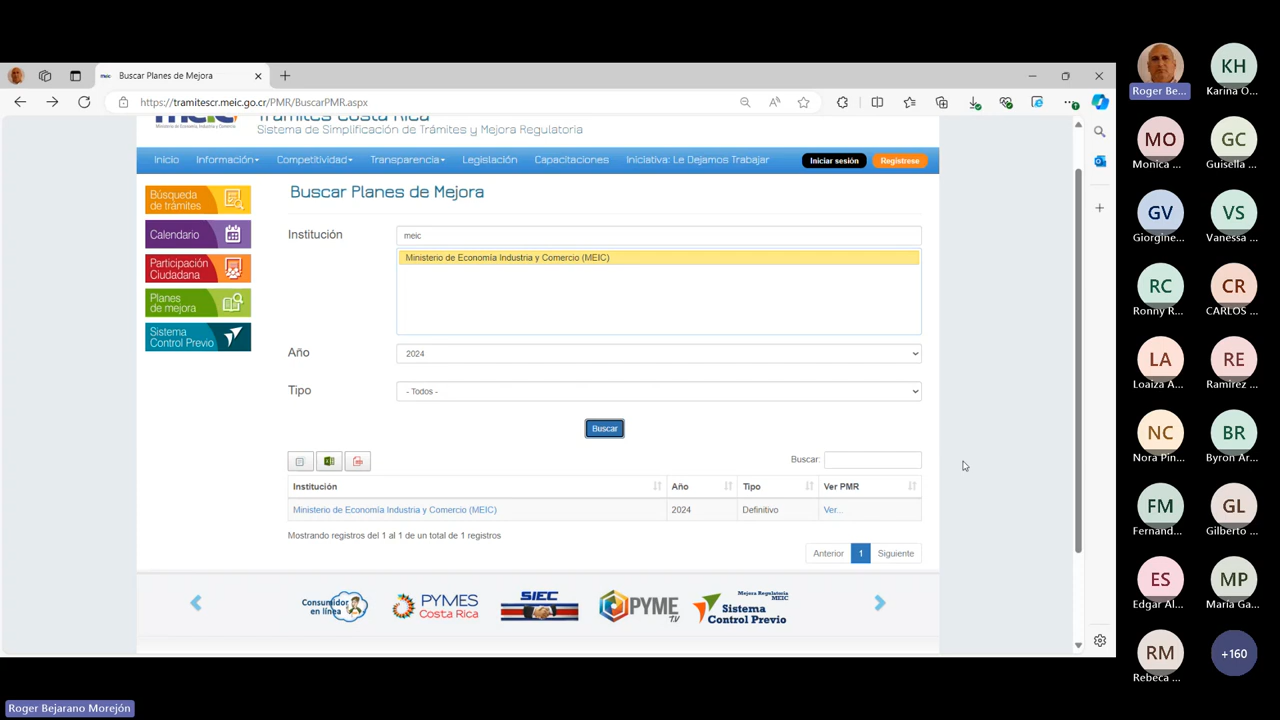 Buscar Planes de Mejora
https://tramitescr.meic.go.cr/PMR/BuscarPMR.aspx
Ministerio de Economía, Industria y Comercio
Trámites Costa Rica
Sistema de Simplificación de Trámites y Mejora Regulatoria
Inicio Información Competitividad Transparencia Legislación Capacitaciones Iniciativa: Le Dejamos Trabajar Iniciar sesión Regístrese
Búsqueda
de trámites
Calendario
Participación
Ciudadana
Planes
de mejora
Sistema
Control Previo
Buscar Planes de Mejora
Institución
meic
Ministerio de Economía Industria y Comercio (MEIC)
Año
2024
Tipo
- Todos -
Buscar
Buscar:
Institución Año Tipo Ver PMR
Ministerio de Economía Industria y Comercio (MEIC) 2024 Definitivo Ver...
Mostrando registros del 1 al 1 de un total de 1 registros
Anterior 1 Siguiente
Consumidor
en línea
PYMES
Costa Rica
SIEC
PYME
TV
Mejora Regulatoria
MEIC
Sistema
Control Previo
Roger Be...
KH
Karina O...
MO
Monica ...
GC
Guisella ...
GV
Giorgine...
VS
Vanessa ...
RC
Ronny R...
CR
CARLOS ...
LA
Loaiza A...
RE
Ramirez ...
NC
Nora Pin...
BR
Byron Ar...
FM
Fernand...
GL
Gilberto ...
ES
Edgar Al...
MP
María Ga...
RM
Rebeca ...
+160
Roger Bejarano Morejón